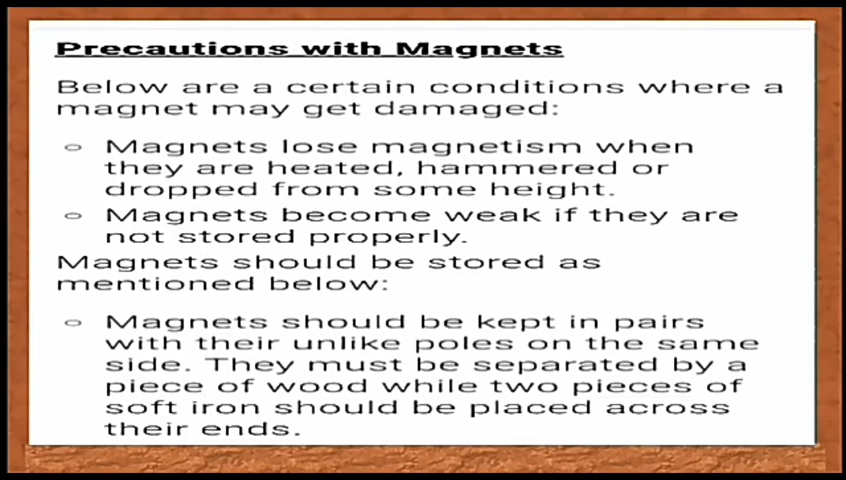 Precautions with Magnets
Below are a certain conditions where a
magnet may get damaged:
Magnets lose magnetism when
they are heated, hammered or
dropped from some height.
Magnets become weak if they are
not stored properly.
Magnets should be stored as
mentioned below:
Magnets should be kept in pairs
with their unlike poles on the same
side. They must be separated by a
piece of wood while two pieces of
soft iron should be placed across
their ends.